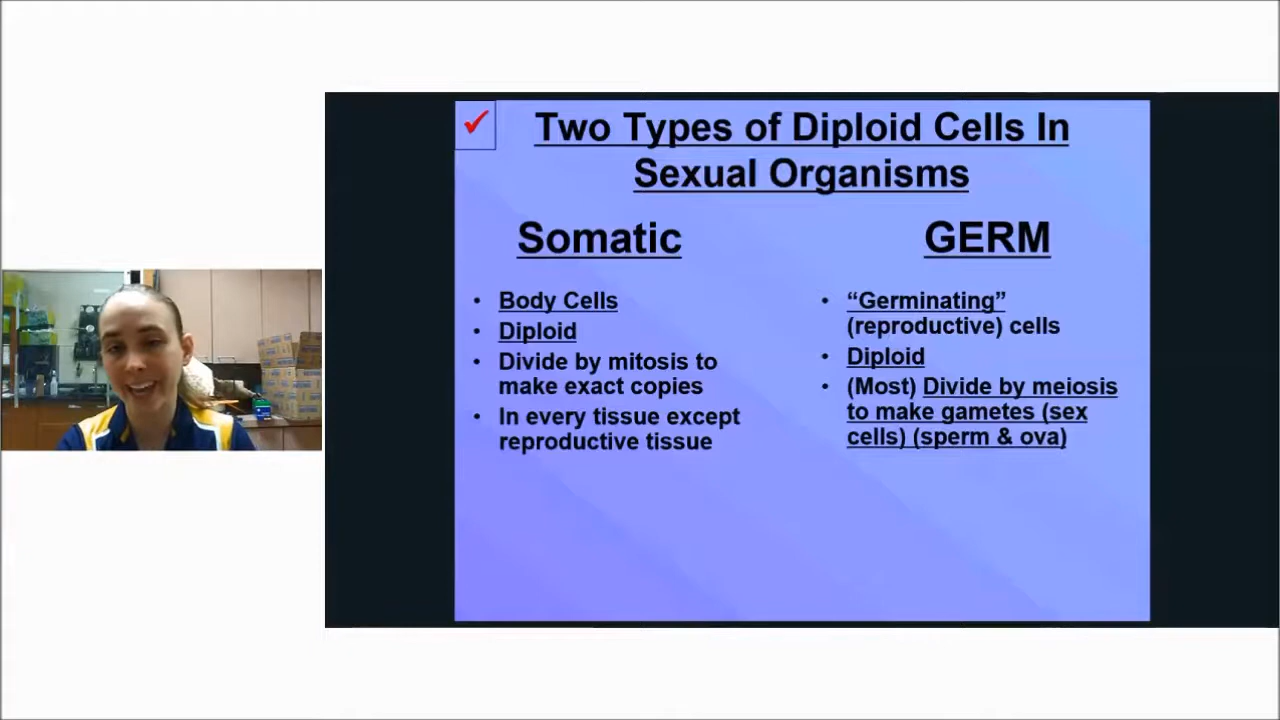 Two Types of Diploid Cells In
Sexual Organisms
Somatic
• Body Cells
• Diploid
• Divide by mitosis to
make exact copies
• In every tissue except
reproductive tissue
GERM
• “Germinating”
(reproductive) cells
• Diploid
• (Most) Divide by meiosis
to make gametes (sex
cells) (sperm & ova)